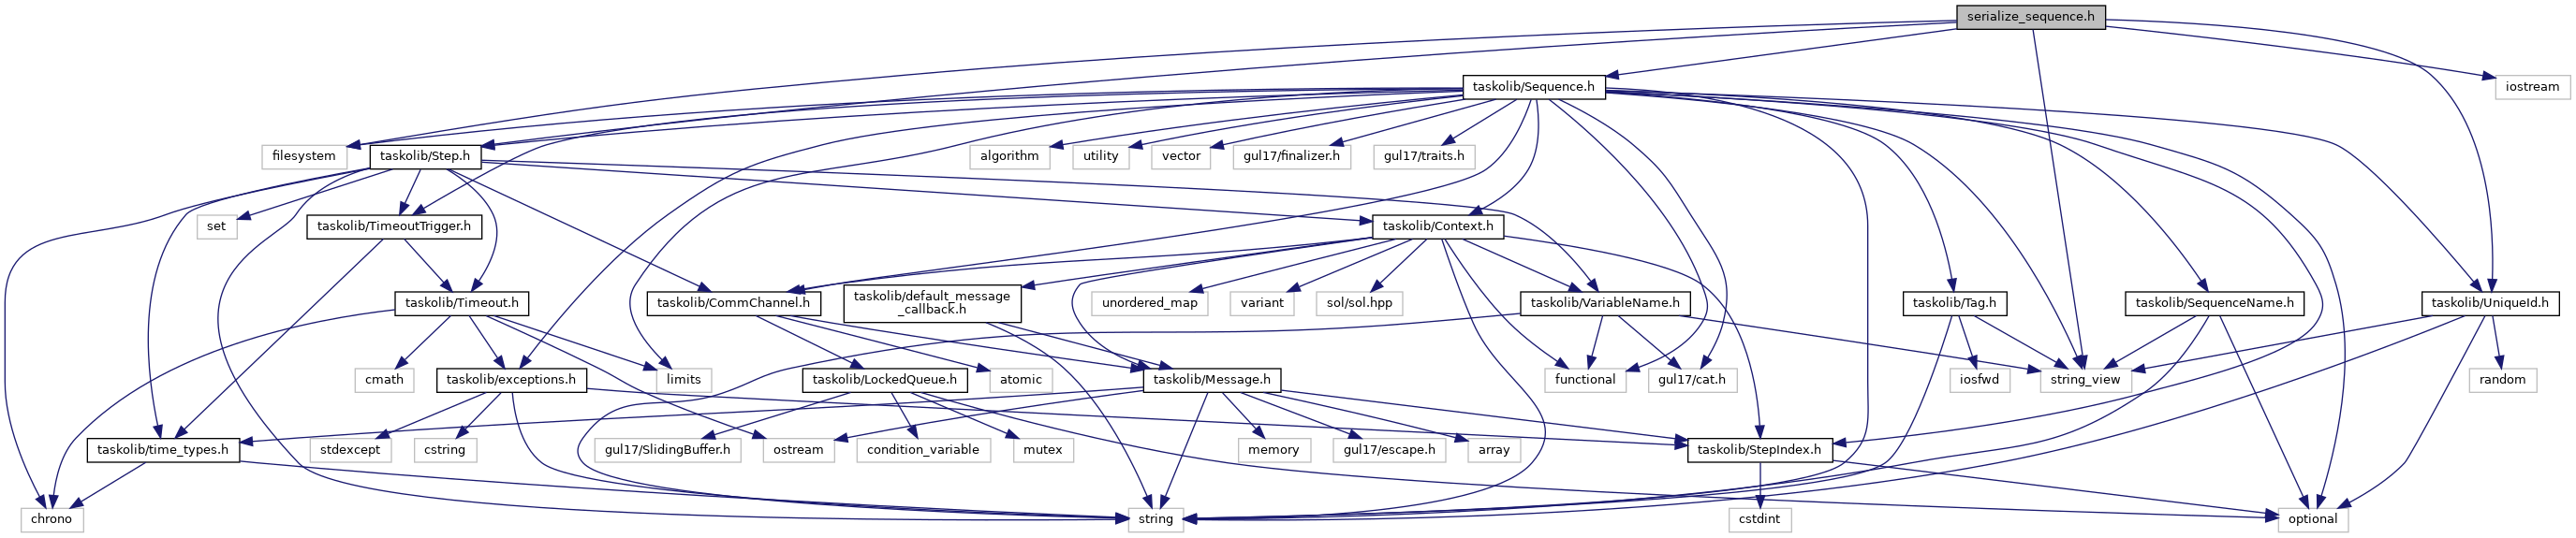 serialize_sequence.h
taskolib/Sequence.h
iostream
filesystem
taskolib/Step.h
algorithm
utility
vector
gul17/finalizer.h
gul17/traits.h
set
taskolib/TimeoutTrigger.h
taskolib/Context.h
taskolib/Timeout.h
taskolib/CommChannel.h
taskolib/default_message
_callback.h
unordered_map
variant
sol/sol.hpp
taskolib/VariableName.h
taskolib/Tag.h
taskolib/SequenceName.h
taskolib/UniqueId.h
cmath
taskolib/exceptions.h
limits
taskolib/LockedQueue.h
atomic
taskolib/Message.h
functional
gul17/cat.h
iosfwd
string_view
random
taskolib/time_types.h
stdexcept
cstring
gul17/SlidingBuffer.h
ostream
condition_variable
mutex
memory
gul17/escape.h
array
taskolib/StepIndex.h
chrono
string
cstdint
optional